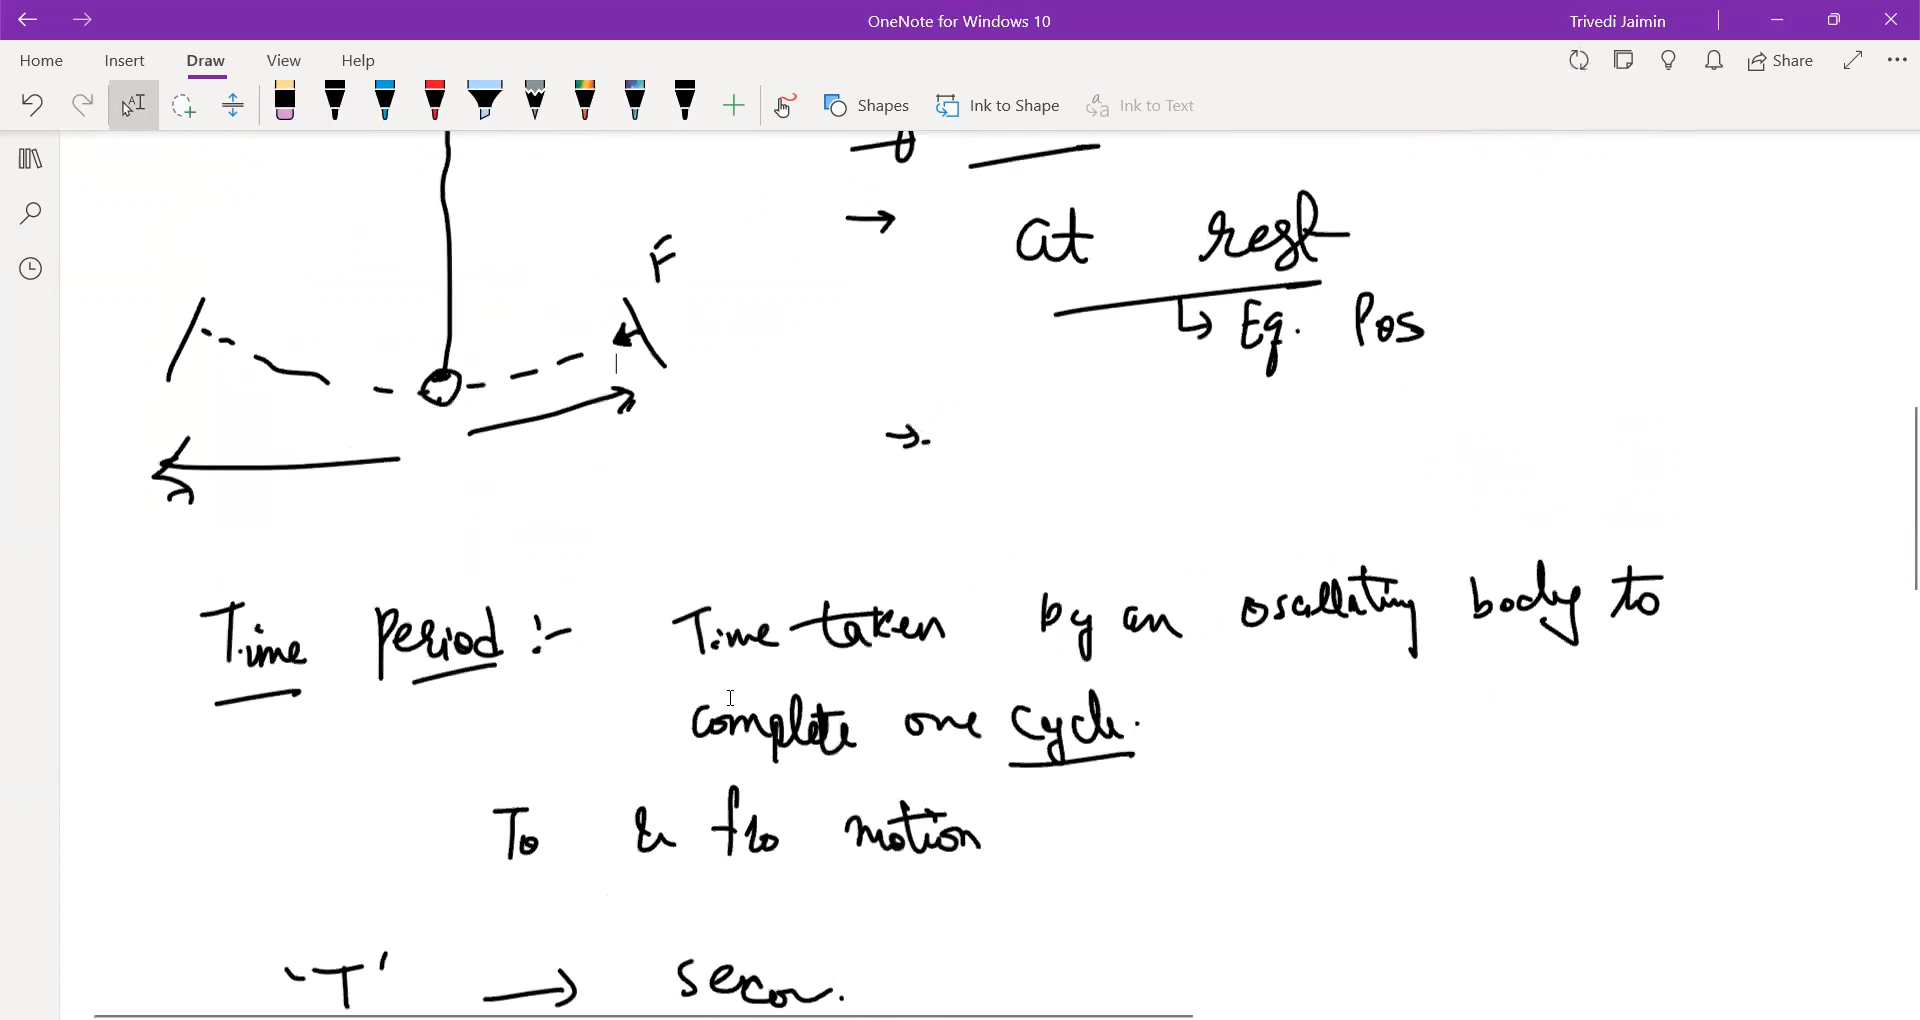 OneNote for Windows 10
Trivedi Jaimin
Home Insert Draw View Help
Share
Shapes Ink to Shape Ink to Text
at rest
F
Eq. Pos
Time Period :- Time taken by an oscillating body to
complete one cycle.
To & fro motion
'T' → secon.